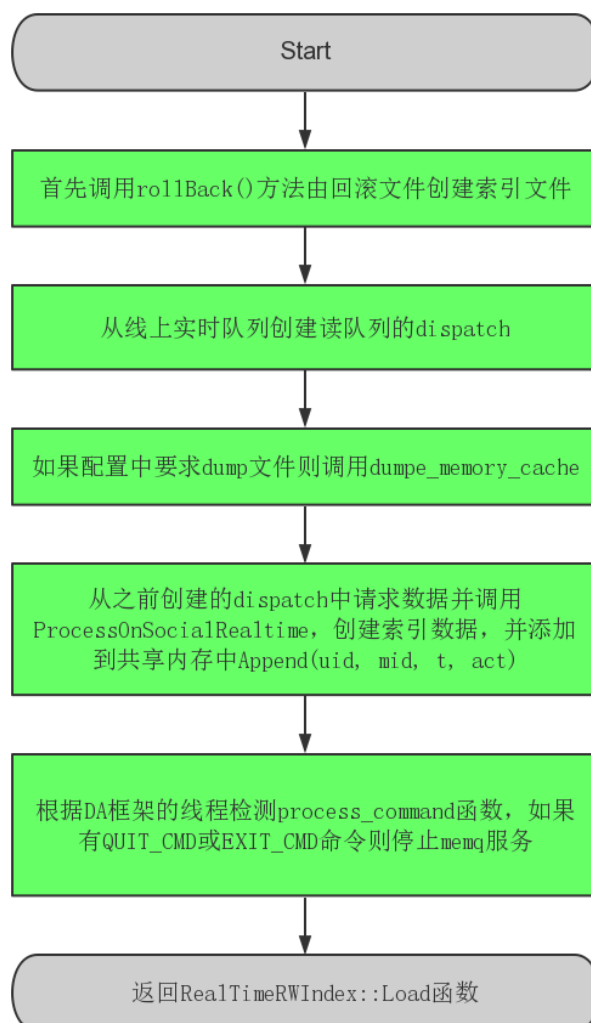 Start
首先调用rollBack()方法由回滚文件创建索引文件
从线上实时队列创建读队列的dispatch
如果配置中要求dump文件则调用dumpe_memory_cache
从之前创建的dispatch中请求数据并调用
ProcessOnSocialRealtime, 创建索引数据, 并添加
到共享内存中Append(uid, mid, t, act)
根据DA框架的线程检测process_command函数, 如果
有QUIT_CMD或EXIT_CMD命令则停止memq服务
返回RealTimeRWIndex::Load函数